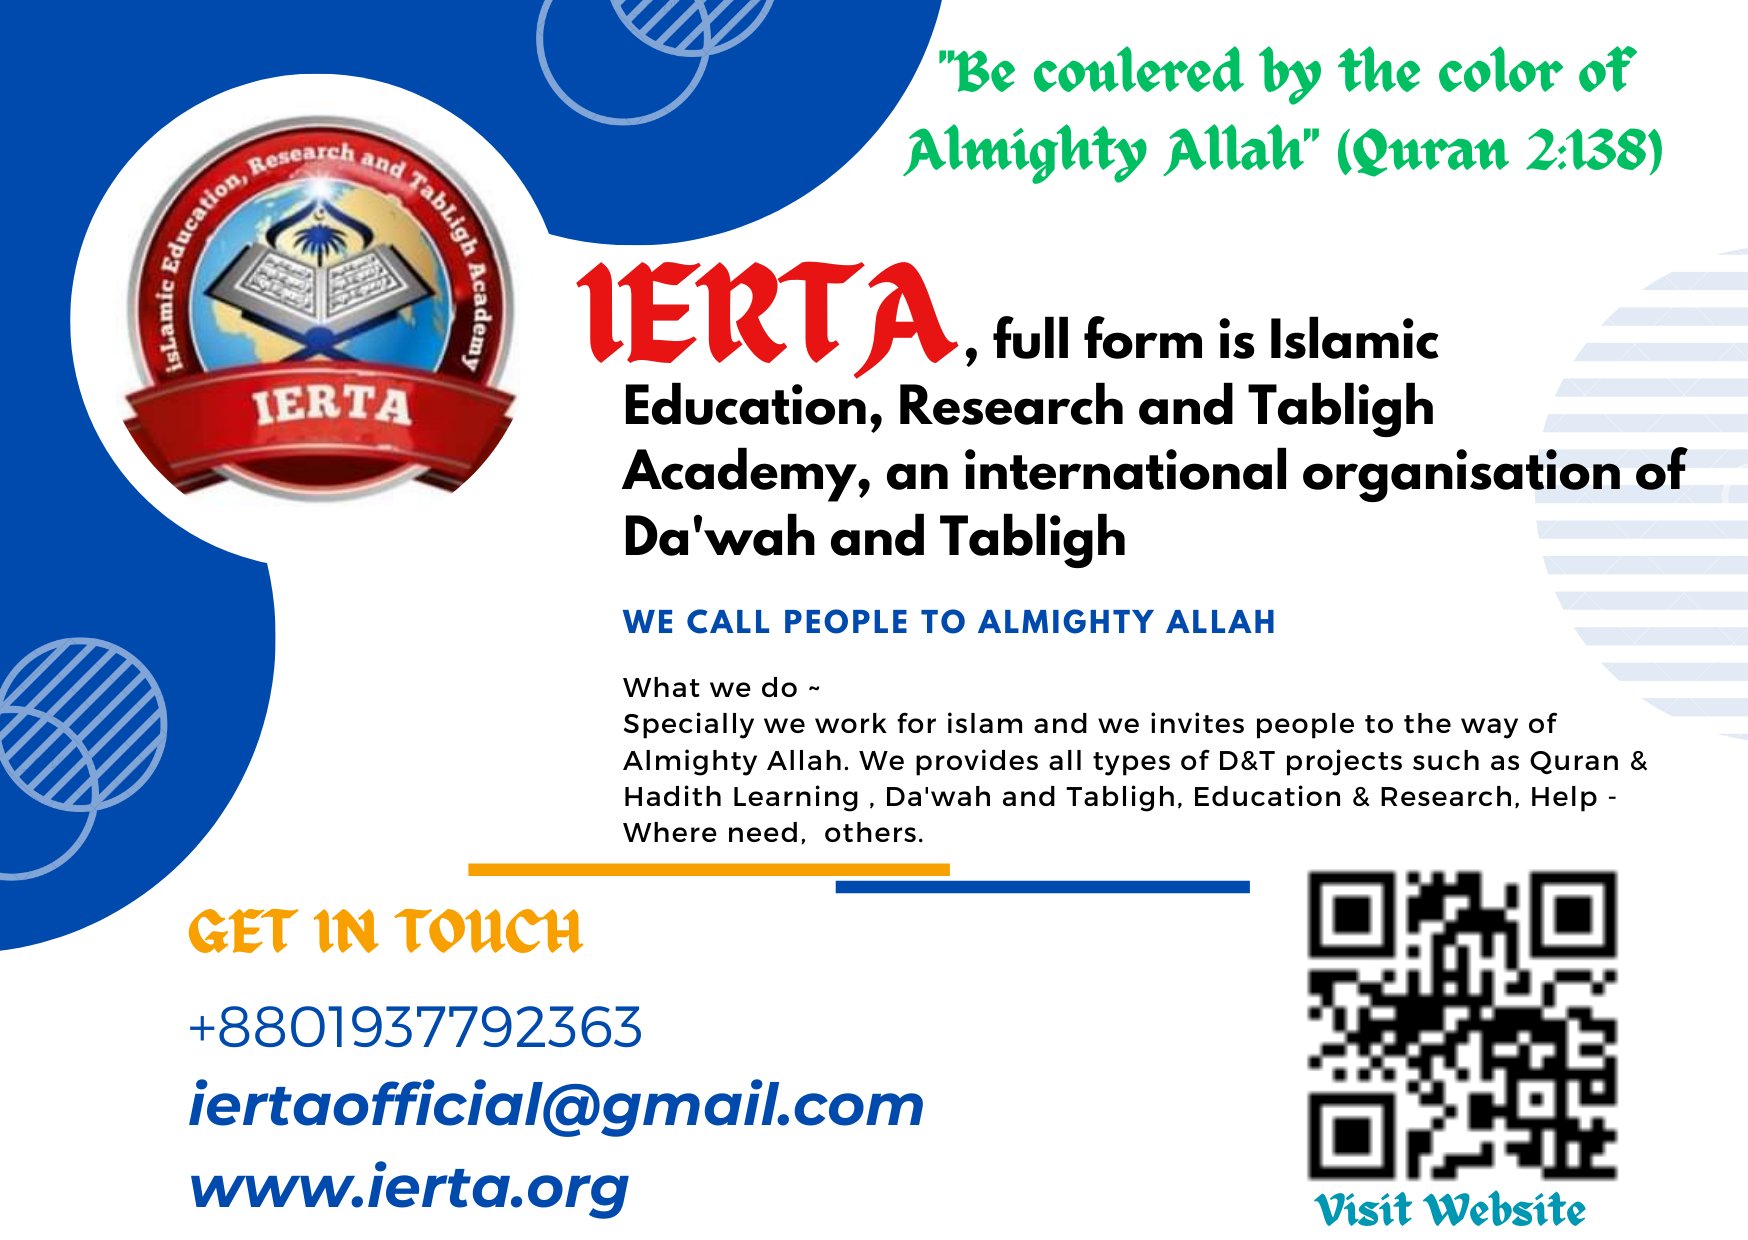 "Be coulered by the color of
Almighty Allah" (Quran 2:138)
isLamic Education, Research and TabLigh Academy
IERTA
IERTA, full form is Islamic
Education, Research and Tabligh
Academy, an international organisation of
Da'wah and Tabligh
WE CALL PEOPLE TO ALMIGHTY ALLAH
What we do ~
Specially we work for islam and we invites people to the way of
Almighty Allah. We provides all types of D&T projects such as Quran &
Hadith Learning , Da'wah and Tabligh, Education & Research, Help -
Where need,  others.
GET IN TOUCH
+8801937792363
iertaofficial@gmail.com
www.ierta.org
Visit Website